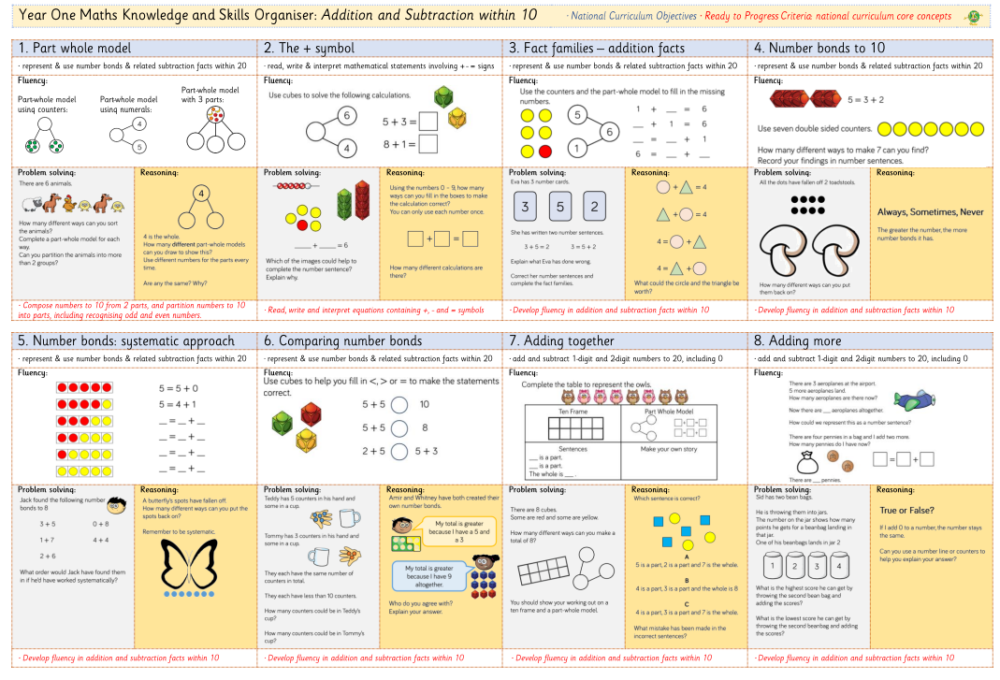 Year One Maths Knowledge and Skills Organiser: Addition and Subtraction within 10
· National Curriculum Objectives · Ready to Progress Criteria: national curriculum core concepts
1. Part whole model
· represent & use number bonds & related subtraction facts within 20
Fluency:
Part-whole model
using counters:
Part-whole model
using numerals:
4
5
Part-whole model
with 3 parts:
Problem solving:
There are 6 animals.
How many different ways can you sort
the animals?
Complete a part-whole model for each
way.
Can you partition the animals into more
than 2 groups?
Reasoning:
4
4 is the whole.
How many different part-whole models
can you draw to show this?
Use different numbers for the parts every
time.
Are any the same? Why?
· Compose numbers to 10 from 2 parts, and partition numbers to 10
into parts, including recognising odd and even numbers.
2. The + symbol
· read, write & interpret mathematical statements involving + - = signs
Fluency:
Use cubes to solve the following calculations.
6
4
5 + 3 =
8 + 1 =
Problem solving:
___ + ___ = 6
Which of the images could help to
complete the number sentence?
Explain why.
Reasoning:
Using the numbers 0 – 9, how many
ways can you fill in the boxes to make
the calculation correct?
You can only use each number once.
+ =
How many different calculations are
there?
· Read, write and interpret equations containing +, - and = symbols
3. Fact families – addition facts
· represent & use number bonds & related subtraction facts within 20
Fluency:
Use the counters and the part-whole model to fill in the missing
numbers.
5
6
1
1 + __ = 6
__ + 1 = 6
6 = __ + 1
6 = __ + __
Problem solving:
Eva has 3 number cards.
3 5 2
She has written two number sentences.
3 + 5 = 2 3 = 5 + 2
Explain what Eva has done wrong.
Correct her number sentences and
complete the fact families.
Reasoning:
+ = 4
+ = 4
4 = +
4 = +
What could the circle and the triangle be
worth?
· Develop fluency in addition and subtraction facts within 10
4. Number bonds to 10
· represent & use number bonds & related subtraction facts within 20
Fluency:
5 = 3 + 2
Use seven double sided counters.
How many different ways to make 7 can you find?
Record your findings in number sentences.
Problem solving:
All the dots have fallen off 2 toadstools.
How many different ways can you put
them back on?
Reasoning:
Always, Sometimes, Never
The greater the number, the more
number bonds it has.
· Develop fluency in addition and subtraction facts within 10
5. Number bonds: systematic approach
· represent & use number bonds & related subtraction facts within 20
Fluency:
5 = 5 + 0
5 = 4 + 1
_ = _ + _
_ = _ + _
_ = _ + _
_ = _ + _
Problem solving:
Jack found the following number
bonds to 8
3 + 5 0 + 8
1 + 7 4 + 4
2 + 6
What order would Jack have found them
in if he'd have worked systematically?
Reasoning:
A butterfly's spots have fallen off.
How many different ways can you put the
spots back on?
Remember to be systematic.
· Develop fluency in addition and subtraction facts within 10
6. Comparing number bonds
· represent & use number bonds & related subtraction facts within 20
Fluency:
Use cubes to help you fill in <, > or = to make the statements
correct.
5 + 5 10
5 + 5 8
2 + 5 5 + 3
Problem solving:
Teddy has 5 counters in his hand and
some in a cup.
Tommy has 3 counters in his hand and
some in a cup.
They each have the same number of
counters in total.
They each have less than 10 counters.
How many counters could be in Teddy's
cup?
How many counters could be in Tommy's
cup?
Reasoning:
Amir and Whitney have both created their
own number bonds.
My total is greater
because I have a 5 and
a 3
My total is greater
because I have 9
altogether.
Who do you agree with?
Explain your answer.
· Develop fluency in addition and subtraction facts within 10
7. Adding together
· add and subtract 1-digit and 2digit numbers to 20, including 0
Fluency:
Complete the table to represent the owls.
Ten Frame
Part Whole Model
Sentences
___ is a part.
___ is a part.
The whole is ___ .
Make your own story
Problem solving:
There are 8 cubes.
Some are red and some are yellow.
How many different ways can you make a
total of 8?
You should show your working out on a
ten frame and a part-whole model.
Reasoning:
Which sentence is correct?
A
5 is a part, 2 is a part and 7 is the whole.
B
4 is a part, 3 is a part and the whole is 8
C
4 is a part, 3 is a part and 7 is the whole.
What mistake has been made in the
incorrect sentences?
· Develop fluency in addition and subtraction facts within 10
8. Adding more
· add and subtract 1-digit and 2digit numbers to 20, including 0
Fluency:
There are 3 aeroplanes at the airport.
5 more aeroplanes land.
How many aeroplanes are there now?
Now there are ___ aeroplanes altogether.
How could we represent this as a number sentence?
There are four pennies in a bag and I add two more.
How many pennies do I have now?
= +
There are ___ pennies.
Problem solving:
Sid has two bean bags.
He is throwing them into jars.
The number on the jar shows how many
points he gets for a beanbag landing in
that jar.
One of his beanbags lands in jar 2
1 2 3 4
What is the highest score he can get by
throwing the second bean bag and
adding the scores?
What is the lowest score he can get by
throwing the second beanbag and adding
the scores?
Reasoning:
True or False?
If I add 0 to a number, the number stays
the same.
Can you use a number line or counters to
help you explain your answer?
· Develop fluency in addition and subtraction facts within 10